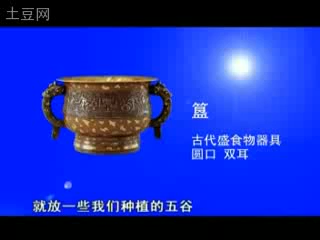 土豆网
簋
古代盛食物器具
圆口 双耳
就放一些我们种植的五谷